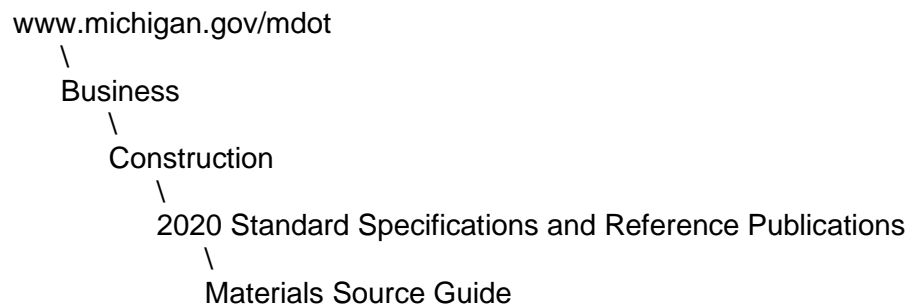 www.michigan.gov/mdot
\
Business
\
Construction
\
2020 Standard Specifications and Reference Publications
\
Materials Source Guide